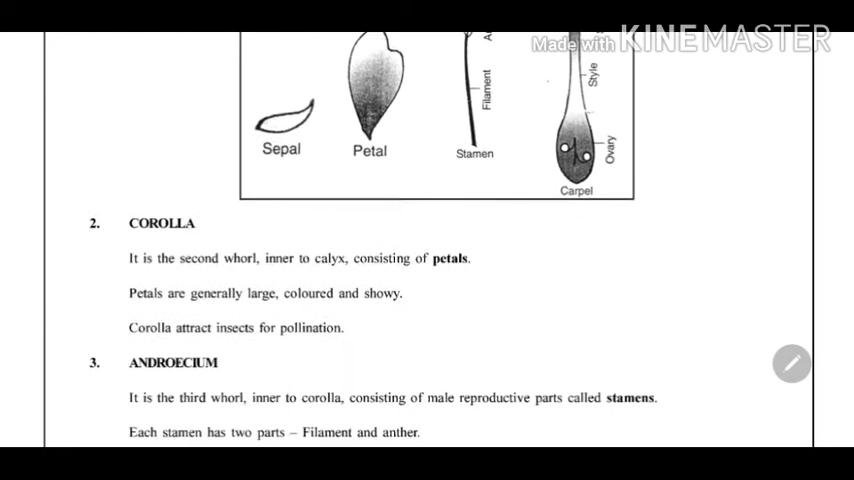 Made with KINEMASTER
Filament
Style
Ovary
Sepal
Petal
Stamen
Carpel
2. COROLLA
It is the second whorl, inner to calyx, consisting of petals.
Petals are generally large, coloured and showy.
Corolla attract insects for pollination.
3. ANDROECIUM
It is the third whorl, inner to corolla, consisting of male reproductive parts called stamens.
Each stamen has two parts – Filament and anther.